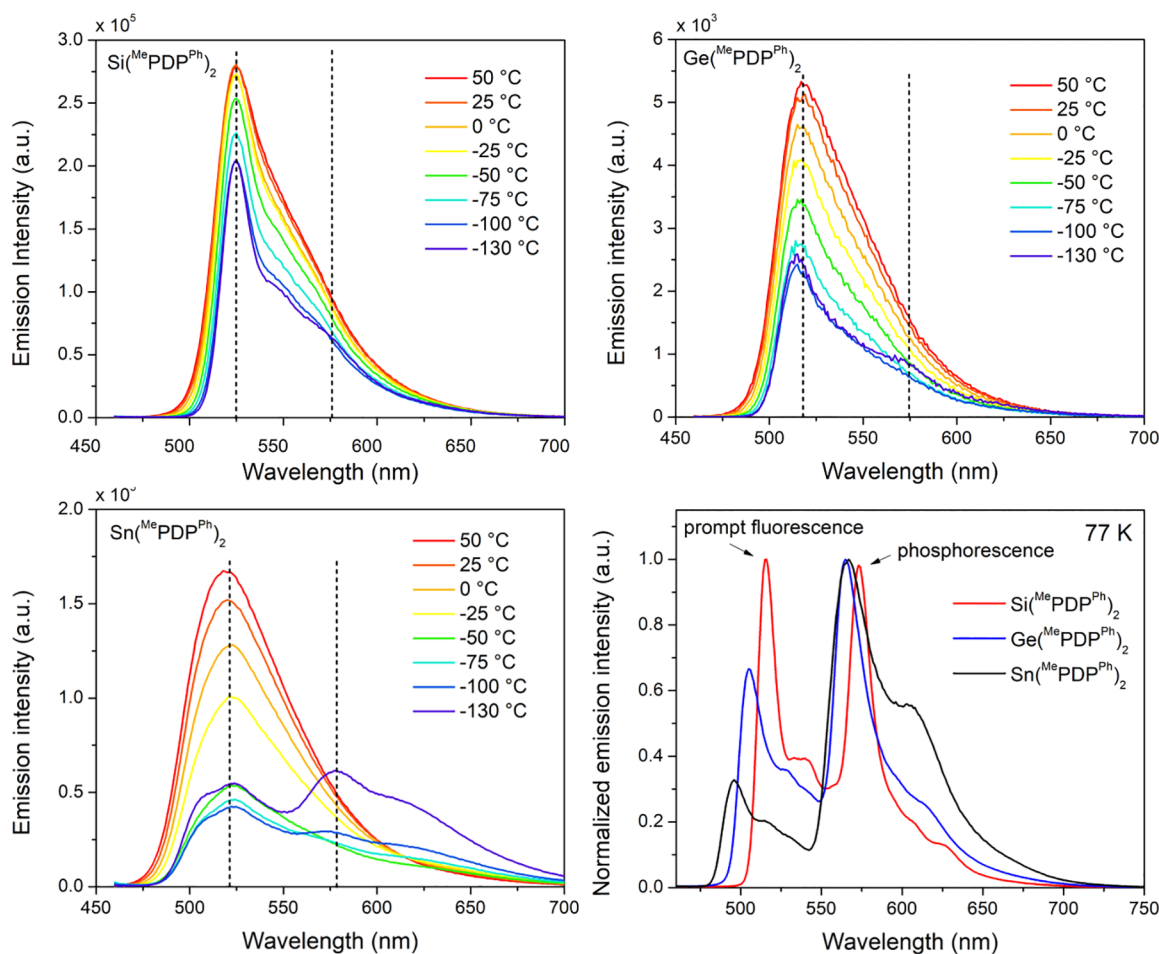 x 10⁵
Si(ᴹᵉPDPᴾʰ)₂
3.0
2.5
2.0
1.5
1.0
0.5
0.0
Emission Intensity (a.u.)
50 °C
25 °C
0 °C
-25 °C
-50 °C
-75 °C
-100 °C
-130 °C
450 500 550 600 650 700
Wavelength (nm)
x 10³
Ge(ᴹᵉPDPᴾʰ)₂
6
5
4
3
2
1
0
Emission Intensity (a.u.)
50 °C
25 °C
0 °C
-25 °C
-50 °C
-75 °C
-100 °C
-130 °C
450 500 550 600 650 700
Wavelength (nm)
x 10
Sn(ᴹᵉPDPᴾʰ)₂
2.0
1.5
1.0
0.5
0.0
Emission intensity (a.u.)
50 °C
25 °C
0 °C
-25 °C
-50 °C
-75 °C
-100 °C
-130 °C
450 500 550 600 650 700
Wavelength (nm)
prompt fluorescence
77 K
phosphorescence
1.0
0.8
0.6
0.4
0.2
0.0
Normalized emission intensity (a.u.)
Si(ᴹᵉPDPᴾʰ)₂
Ge(ᴹᵉPDPᴾʰ)₂
Sn(ᴹᵉPDPᴾʰ)₂
500 550 600 650 700 750
Wavelength (nm)